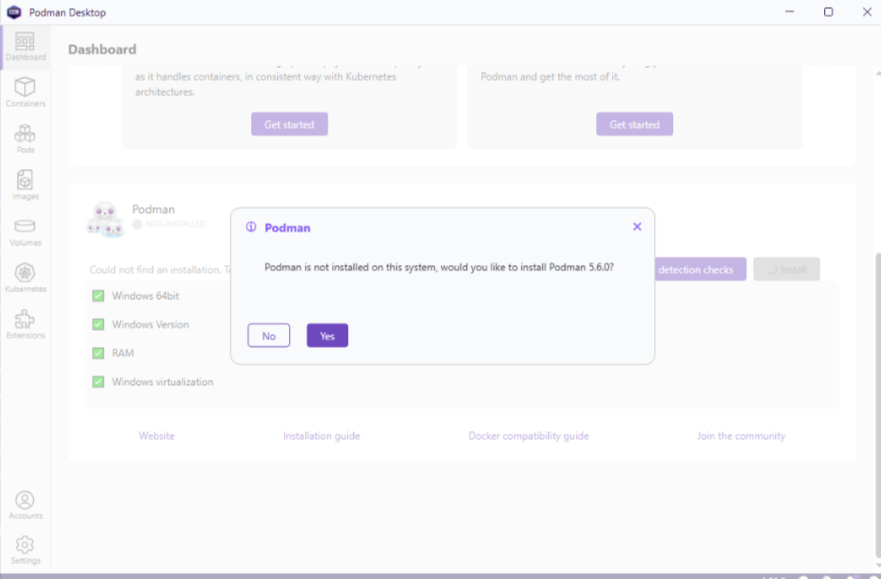 Podman Desktop
Dashboard
Dashboard
Containers
Pods
Images
Volumes
Kubernetes
Extensions
Accounts
Settings
as it handles containers, in consistent way with Kubernetes
architectures.
Get started
Podman and get the most of it.
Get started
Podman
NOT INSTALLED
Could not find an installation.
detection checks
Install
Windows 64bit
Windows Version
RAM
Windows virtualization
Podman
Podman is not installed on this system, would you like to install Podman 5.6.0?
No
Yes
Website
Installation guide
Docker compatibility guide
Join the community